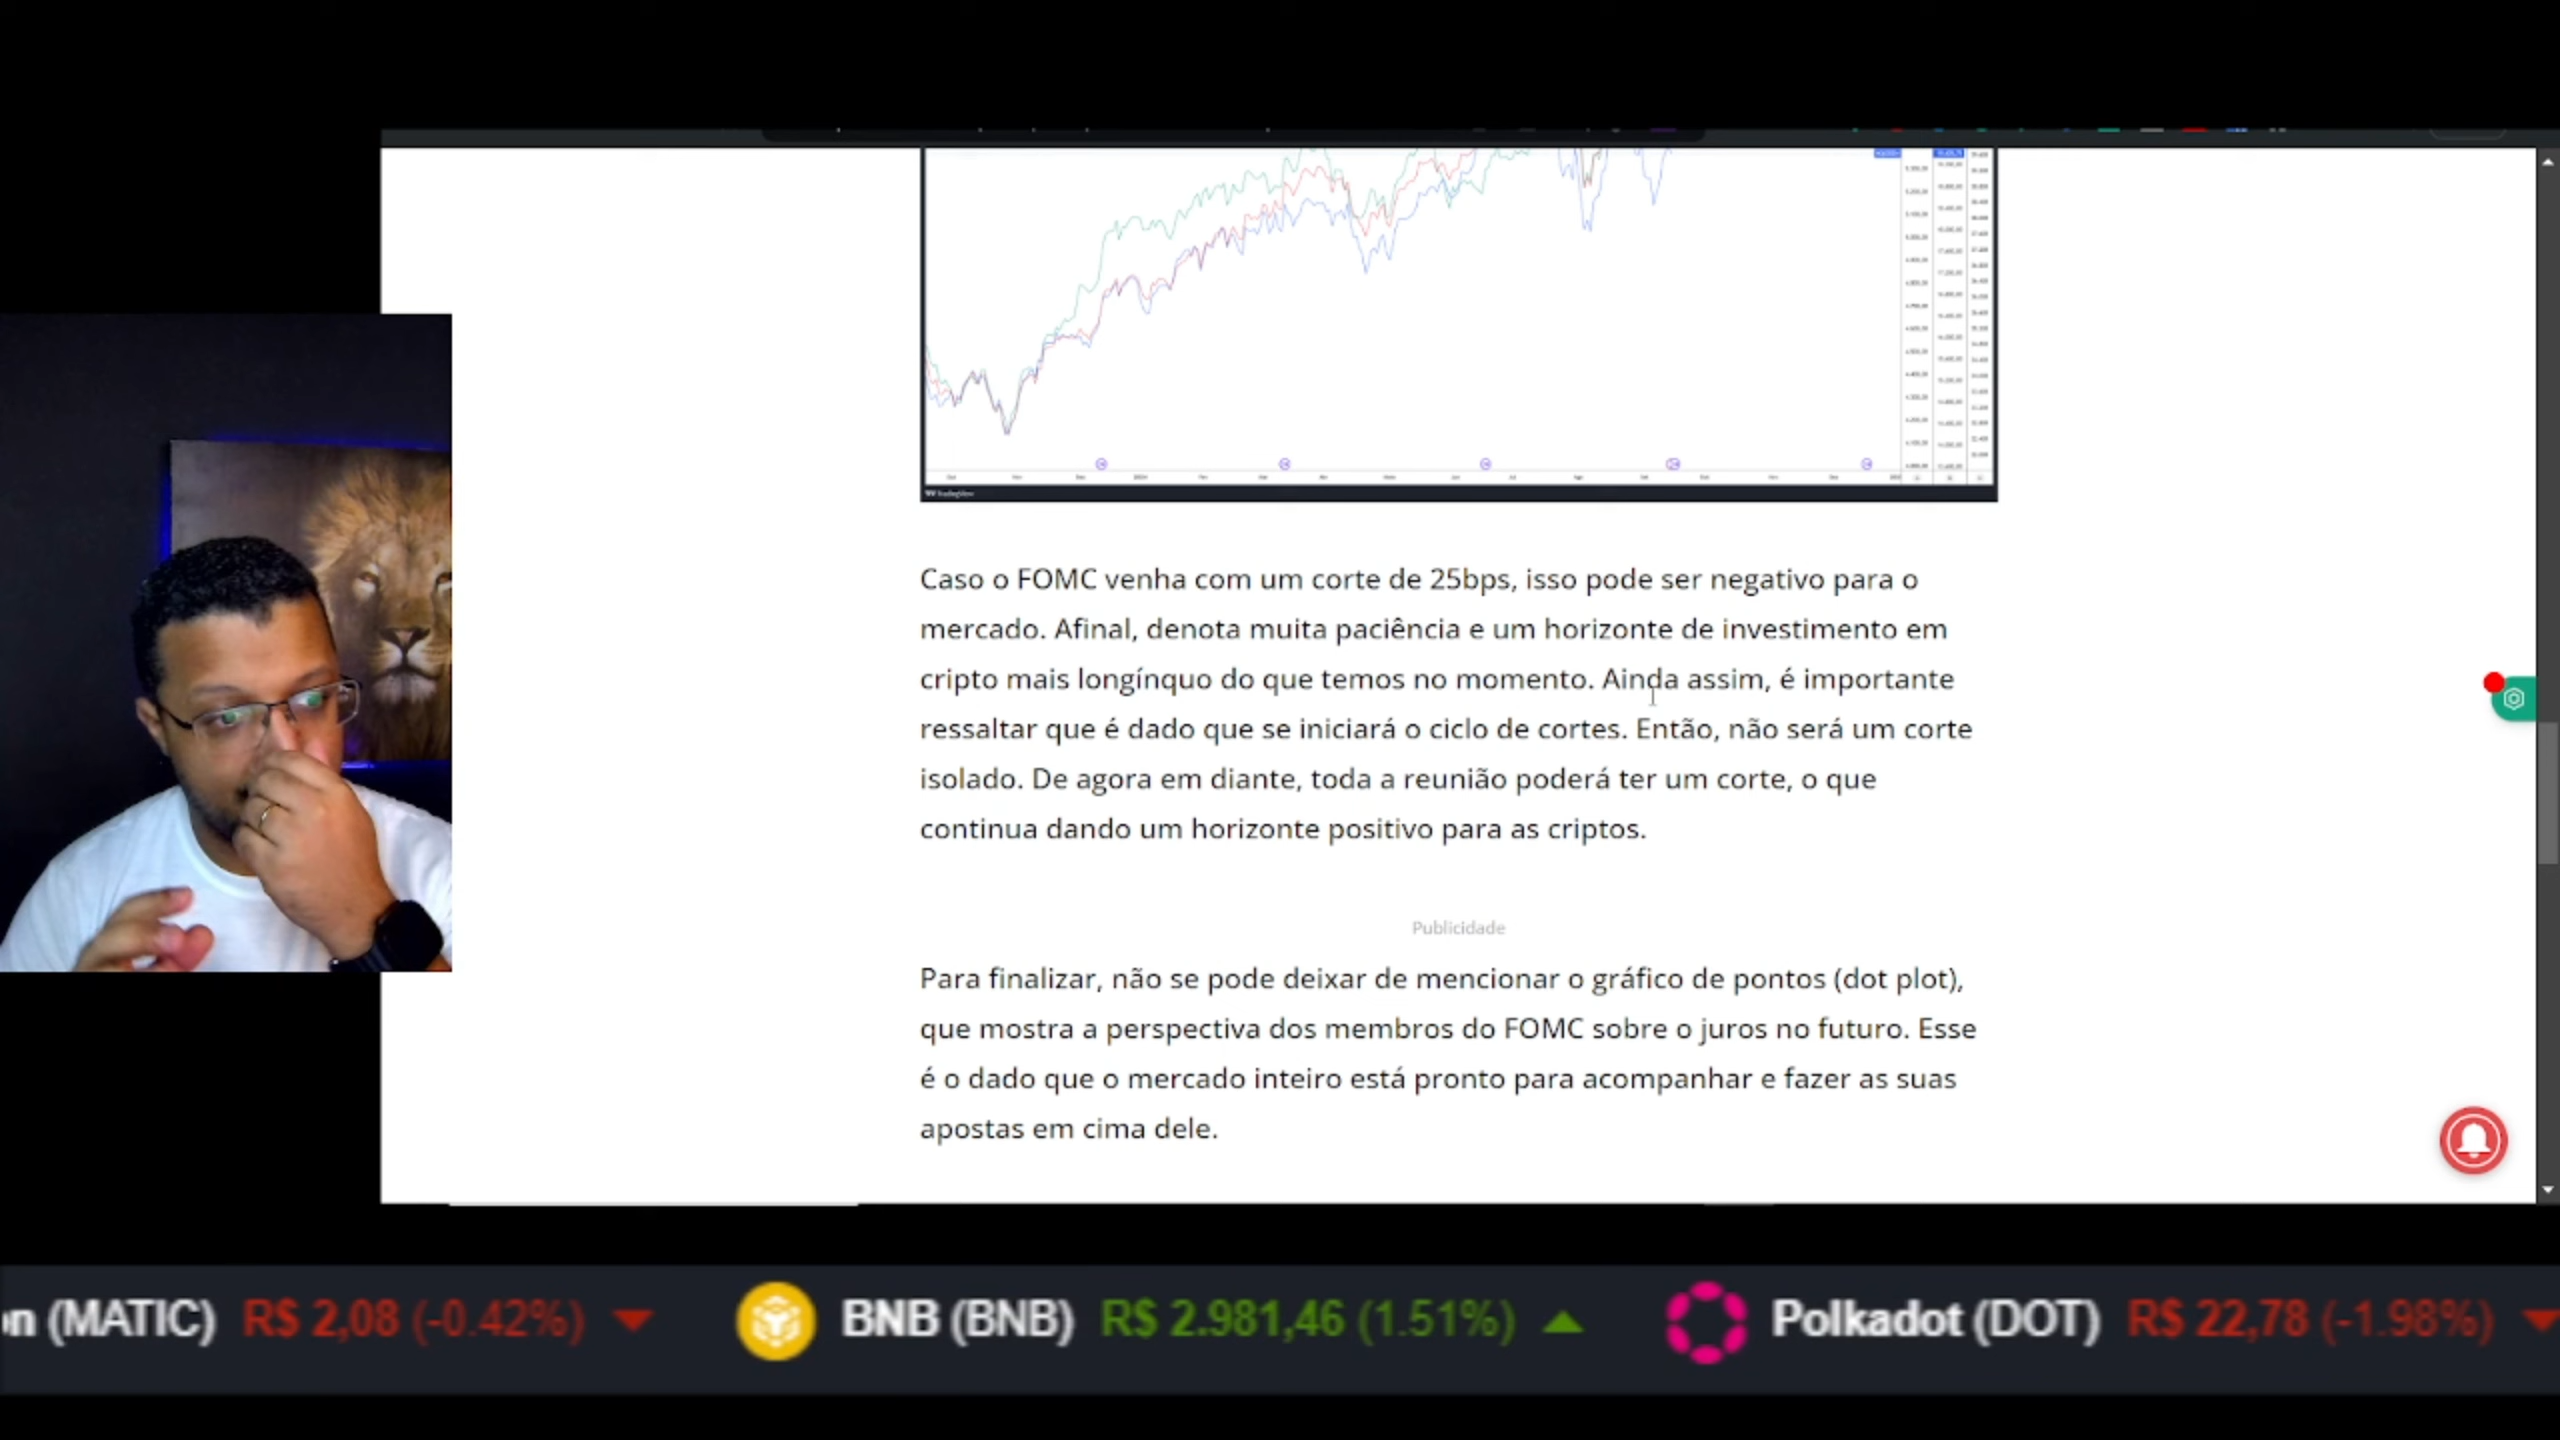 TradingView
Caso o FOMC venha com um corte de 25bps, isso pode ser negativo para o
mercado. Afinal, denota muita paciência e um horizonte de investimento em
cripto mais longínquo do que temos no momento. Ainda assim, é importante
ressaltar que é dado que se iniciará o ciclo de cortes. Então, não será um corte
isolado. De agora em diante, toda a reunião poderá ter um corte, o que
continua dando um horizonte positivo para as criptos.
Publicidade
Para finalizar, não se pode deixar de mencionar o gráfico de pontos (dot plot),
que mostra a perspectiva dos membros do FOMC sobre o juros no futuro. Esse
é o dado que o mercado inteiro está pronto para acompanhar e fazer as suas
apostas em cima dele.
on (MATIC) R$ 2,08 (-0.42%) BNB (BNB) R$ 2.981,46 (1.51%) Polkadot (DOT) R$ 22,78 (-1.98%)